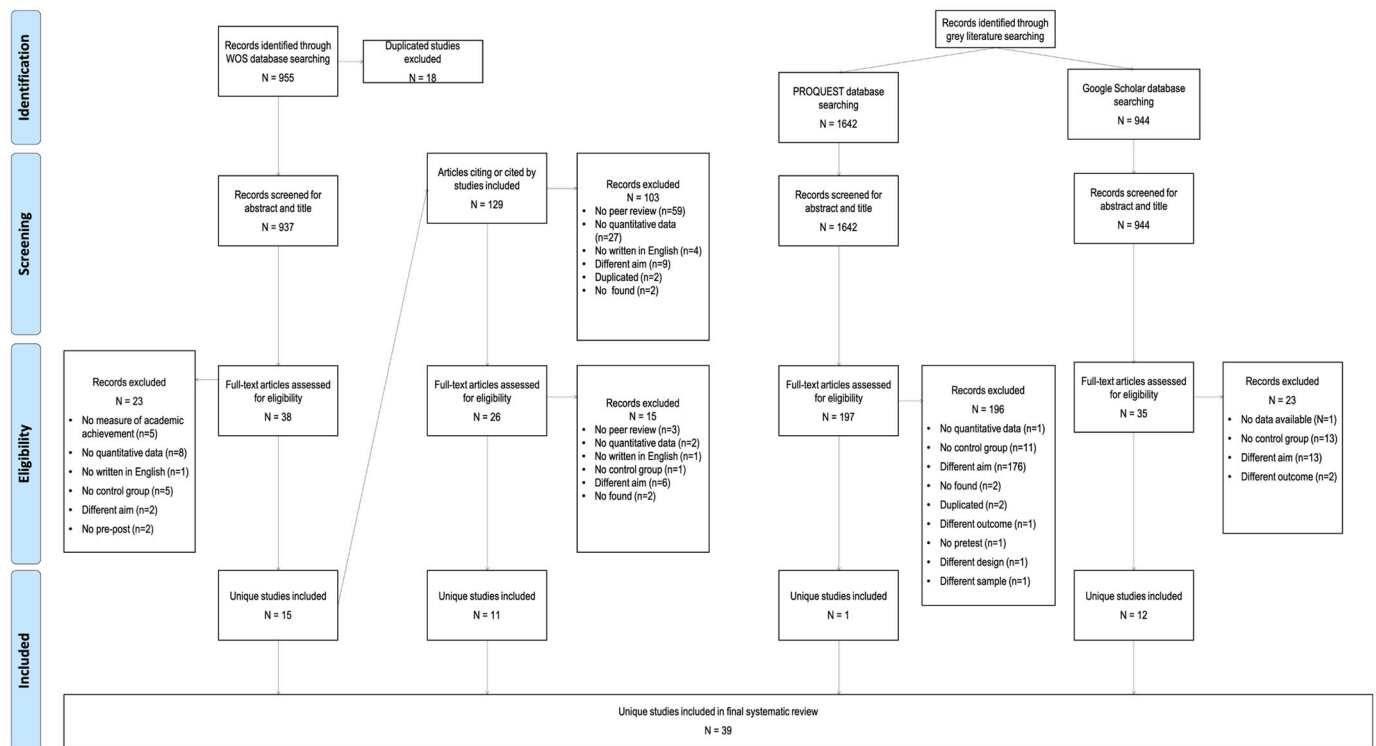 Identification
Records identified through
WOS database searching
N = 955
Duplicated studies
excluded
N = 18
Records identified through
grey literature searching
PROQUEST database
searching
N = 1642
Google Scholar database
searching
N = 944
Screening
Records screened for
abstract and title
N = 937
Articles citing or cited by
studies included
N = 129
Records excluded
N = 103
• No peer review (n=59)
• No quantitative data
(n=27)
• No written in English (n=4)
• Different aim (n=9)
• Duplicated (n=2)
• No found (n=2)
Records screened for
abstract and title
N = 1642
Records screened for
abstract and title
N = 944
Eligibility
Records excluded
N = 23
• No measure of academic
achievement (n=5)
• No quantitative data (n=8)
• No written in English (n=1)
• No control group (n=5)
• Different aim (n=2)
• No pre-post (n=2)
Full-text articles assessed
for eligibility
N = 38
Full-text articles assessed
for eligibility
N = 26
Records excluded
N = 15
• No peer review (n=3)
• No quantitative data (n=2)
• No written in English (n=1)
• No control group (n=1)
• Different aim (n=6)
• No found (n=2)
Full-text articles assessed
for eligibility
N = 197
Records excluded
N = 196
• No quantitative data (n=1)
• No control group (n=11)
• Different aim (n=176)
• No found (n=2)
• Duplicated (n=2)
• Different outcome (n=1)
• No pretest (n=1)
• Different design (n=1)
• Different sample (n=1)
Full-text articles assessed
for eligibility
N = 35
Records excluded
N = 23
• No data available (N=1)
• No control group (n=13)
• Different aim (n=13)
• Different outcome (n=2)
Included
Unique studies included
N = 15
Unique studies included
N = 11
Unique studies included
N = 1
Unique studies included
N = 12
Unique studies included in final systematic review
N = 39